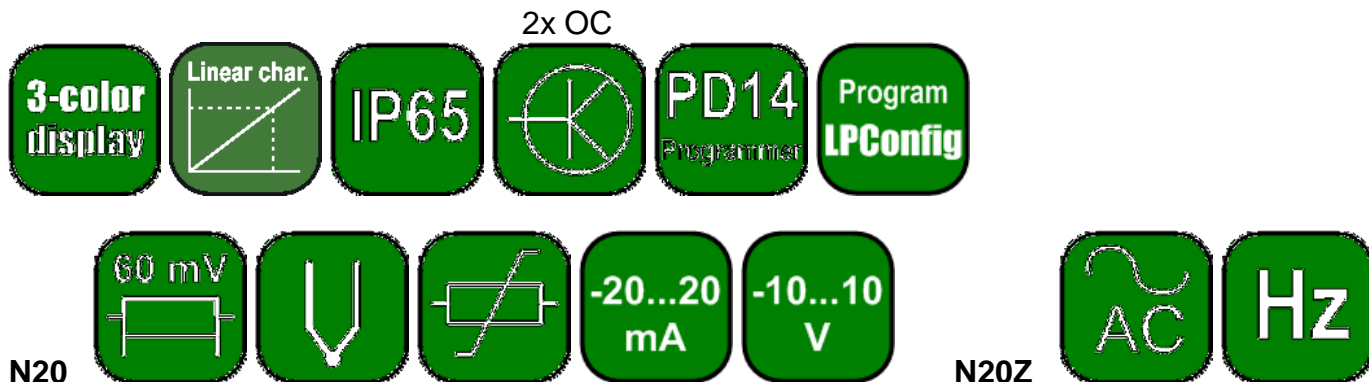 2x OC
3-color
display
Linear char.
IP65
PD14
Programmer
Program
LPConfig
N20
60 mV
-20...20
mA
-10...10
V
N20Z
AC
Hz